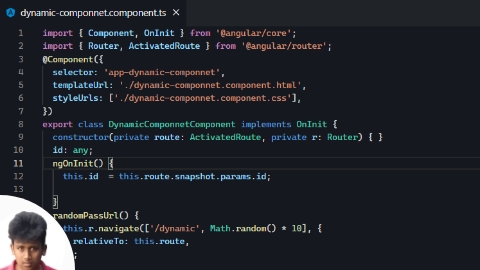 dynamic-componnet.component.ts
1 import { Component, OnInit } from '@angular/core';
2 import { Router, ActivatedRoute } from '@angular/router';
3 @Component({
4 selector: 'app-dynamic-componnet',
5 templateUrl: './dynamic-componnet.component.html',
6 styleUrls: ['./dynamic-componnet.component.css'],
7 })
8 export class DynamicComponnetComponent implements OnInit {
9 constructor(private route: ActivatedRoute, private r: Router) { }
10 id: any;
11 ngOnInit() {
12 this.id = this.route.snapshot.params.id;
13
}
randomPassUrl() {
this.r.navigate(['/dynamic', Math.random() * 10], {
relativeTo: this.route,
;